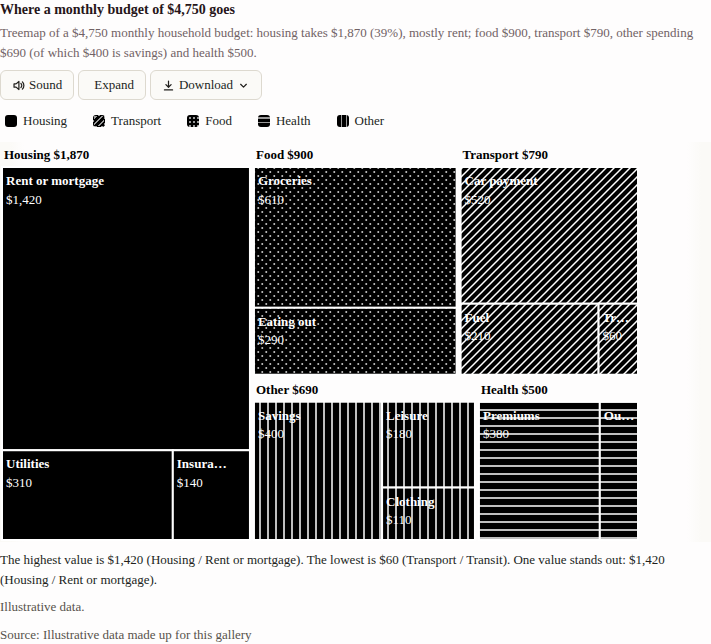 Where a monthly budget of $4,750 goes
Treemap of a $4,750 monthly household budget: housing takes $1,870 (39%), mostly rent; food $900, transport $790, other spending
$690 (of which $400 is savings) and health $500.
Sound Expand Download
Housing Transport Food Health Other
Housing $1,870
Rent or mortgage
$1,420
Utilities
$310
Insura…
$140
Food $900
Groceries
$610
Eating out
$290
Transport $790
Car payment
$520
Fuel
$210
Tr…
$60
Other $690
Savings
$400
Leisure
$180
Clothing
$110
Health $500
Premiums
$380
Ou…
The highest value is $1,420 (Housing / Rent or mortgage). The lowest is $60 (Transport / Transit). One value stands out: $1,420
(Housing / Rent or mortgage).
Illustrative data.
Source: Illustrative data made up for this gallery